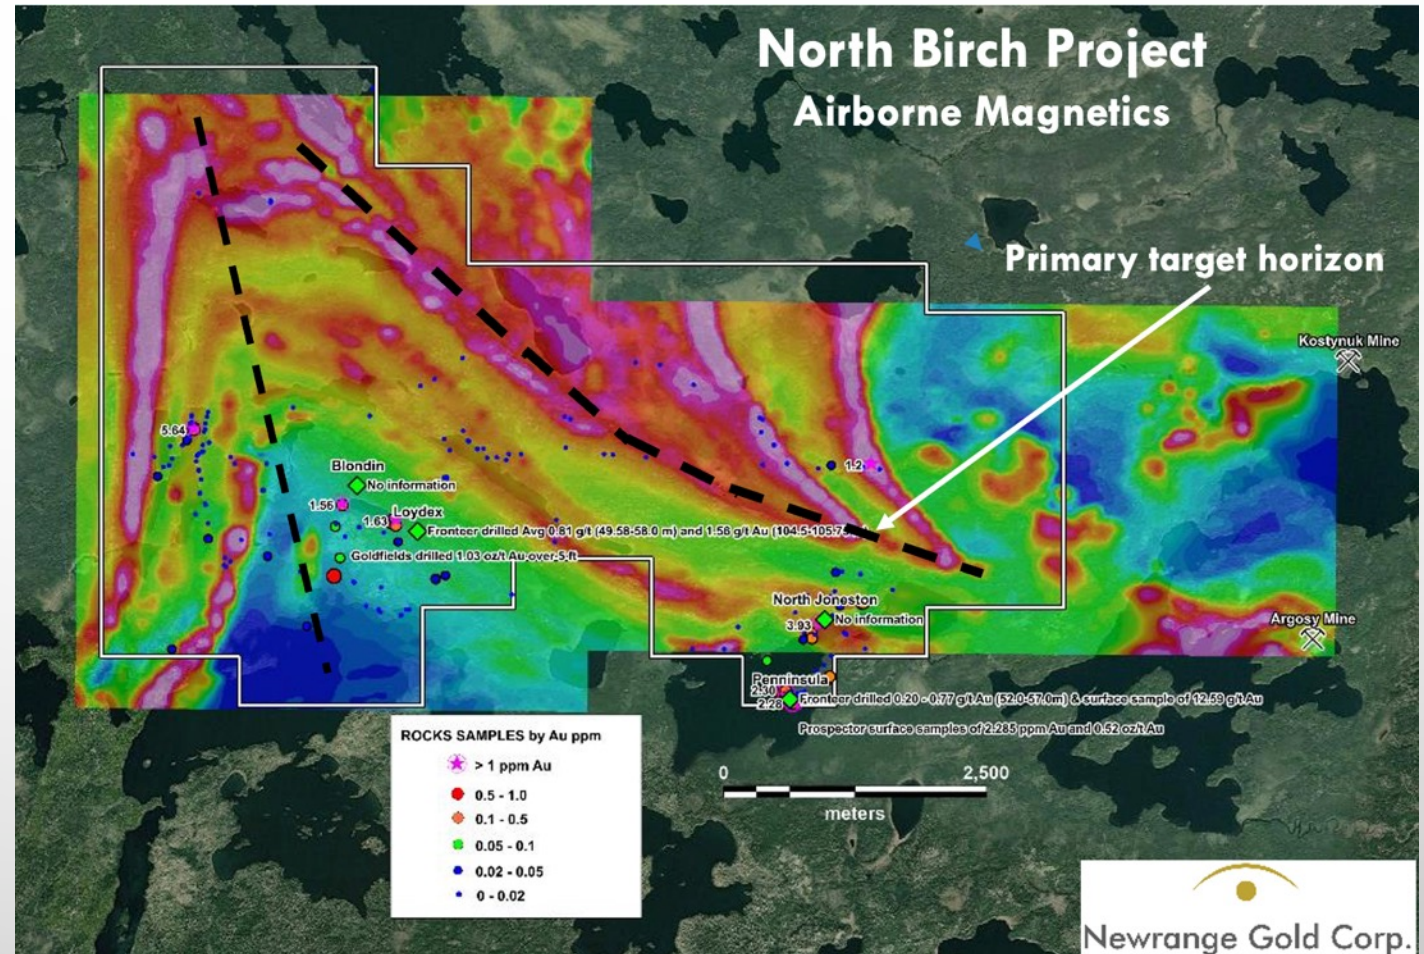 North Birch Project
Airborne Magnetics
Primary target horizon
Kostynuk Mine
5.64
1.2
Blondin
No information
1.56
Loydex
1.63
Fronteer drilled Avg 0.81 g/t (49.58-58.0 m) and 1.56 g/t Au (104.5-105.75
Goldfields drilled 1.03 oz/t Au over 5 ft
North Joneston
No information
3.93
Argosy Mine
Penninsula
2.30
2.28
Fronteer drilled 0.20 - 0.77 g/t Au (52.0-57.0m) & surface sample of 12.59 g/t Au
Prospector surface samples of 2.285 ppm Au and 0.52 oz/t Au
ROCKS SAMPLES by Au ppm
> 1 ppm Au
0.5 - 1.0
0.1 - 0.5
0.05 - 0.1
0.02 - 0.05
0 - 0.02
0 2,500
meters
Newrange Gold Corp.